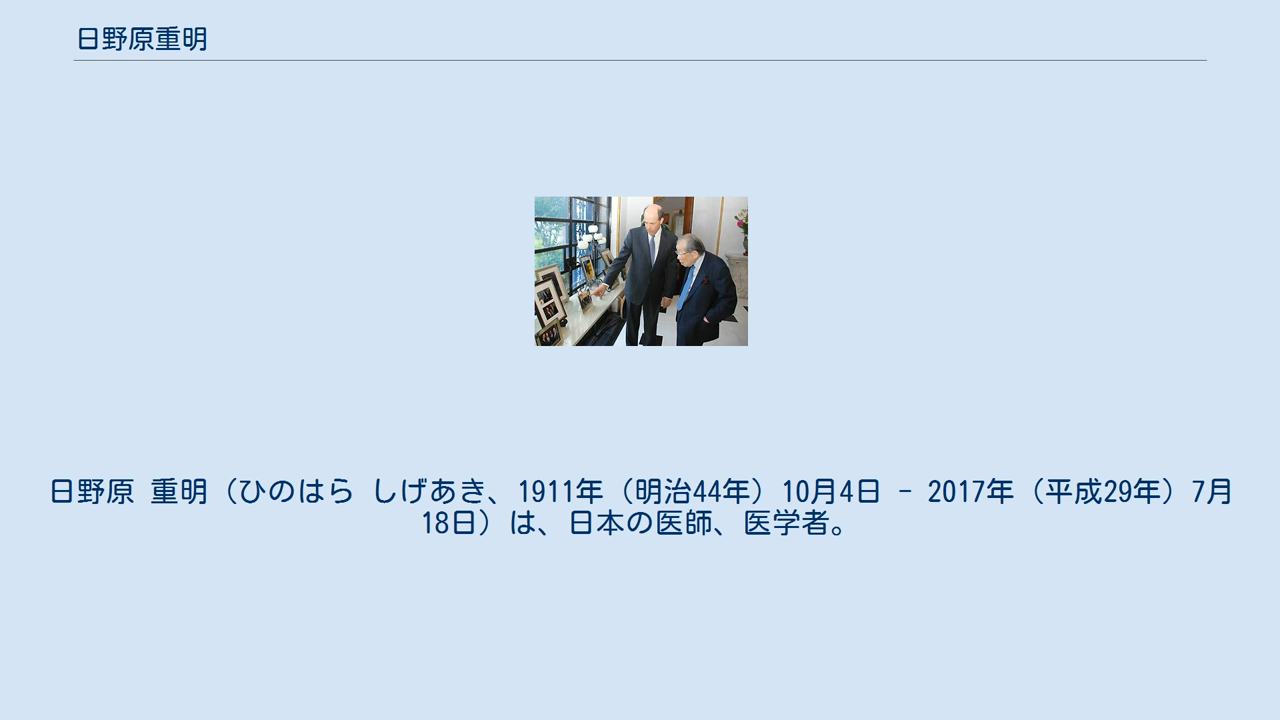 日野原重明
日野原 重明（ひのはら しげあき、1911年（明治44年）10月4日 - 2017年（平成29年）7月
18日）は、日本の医師、医学者。